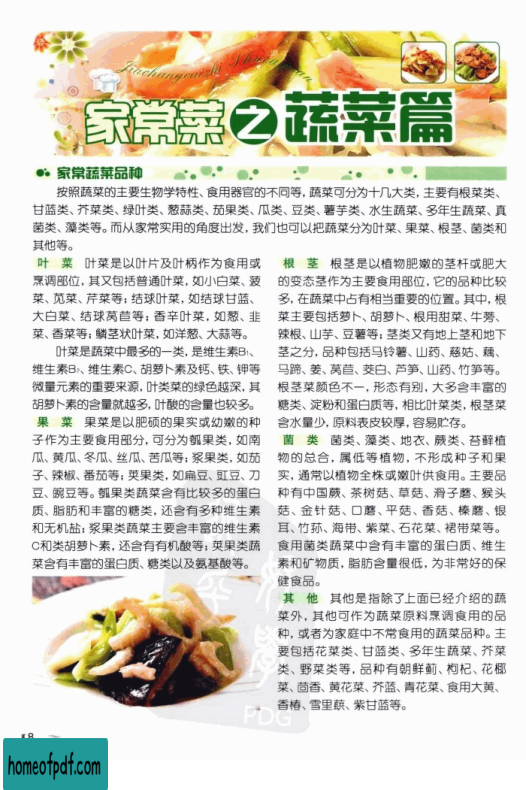 Jiachangcaizhi Shucaipian
家常菜之蔬菜篇
家常蔬菜品种
按照蔬菜的主要生物学特性、食用器官的不同等，蔬菜可分为十几大类，主要有根菜类、
甘蓝类、芥菜类、绿叶类、葱蒜类、茄果类、瓜类、豆类、薯芋类、水生蔬菜、多年生蔬菜、真
菌类、藻类等。而从家常实用的角度出发，我们也可以把蔬菜分为叶菜、果菜、根茎、菌类和
其他等。
叶 菜 叶菜是以叶片及叶柄作为食用或
烹调部位，其又包括普通叶菜，如小白菜、菠
菜、苋菜、芹菜等；结球叶菜，如结球甘蓝、
大白菜、结球莴苣等；香辛叶菜，如葱、韭
菜、香菜等；鳞茎状叶菜，如洋葱、大蒜等。
叶菜是蔬菜中最多的一类，是维生素B₁、
维生素B₂、维生素C、胡萝卜素及钙、铁、钾等
微量元素的重要来源，叶类菜的绿色越深，其
胡萝卜素的含量就越多，叶酸的含量也较多。
果 菜 果菜是以肥硕的果实或幼嫩的种
子作为主要食用部分，可分为瓠果类，如南
瓜、黄瓜、冬瓜、丝瓜、苦瓜等；浆果类，如茄
子、辣椒、番茄等；荚果类，如扁豆、豇豆、刀
豆、豌豆等。瓠果类蔬菜含有比较多的蛋白
质、脂肪和丰富的糖类，还含有多种维生素
和无机盐；浆果类蔬菜主要含丰富的维生素
C和类胡萝卜素，还含有有机酸等；荚果类蔬
菜含有丰富的蛋白质、糖类以及氨基酸等。
根 茎 根茎是以植物肥嫩的茎杆或肥大
的变态茎作为主要食用部位，它的品种比较
多，在蔬菜中占有相当重要的位置。其中，根
菜主要包括萝卜、胡萝卜、根用甜菜、牛蒡、
辣根、山芋、豆薯等；茎类又有地上茎和地下
茎之分，品种包括马铃薯、山药、慈姑、藕、
马蹄、姜、莴苣、茭白、芦笋、山药、竹笋等。
根茎菜颜色不一，形态有别，大多含丰富的
糖类、淀粉和蛋白质等，相比叶菜类，根茎菜
含水量少，原料表皮较厚，容易贮存。
菌 类 菌类、藻类、地衣、蕨类、苔藓植
物的总合，属低等植物，不形成种子和果
实，通常以植物全株或嫩叶供食用。主要品
种有中国蕨、茶树菇、草菇、滑子蘑、猴头
菇、金针菇、口蘑、平菇、香菇、榛蘑、银
耳、竹荪、海带、紫菜、石花菜、裙带菜等。
食用菌类蔬菜中含有丰富的蛋白质、维生
素和矿物质，脂肪含量很低，为非常好的保
健食品。
其 他 其他是指除了上面已经介绍的蔬
菜外，其他可作为蔬菜原料烹调食用的品
种，或者为家庭中不常食用的蔬菜品种。主
要包括花菜类、甘蓝类、多年生蔬菜、芥菜
类、野菜类等，品种有朝鲜蓟、枸杞、花椰
菜、茴香、黄花菜、芥蓝、青花菜、食用大黄、
香椿、雪里蕻、紫甘蓝等。
PDG
8
homeofpdf.com